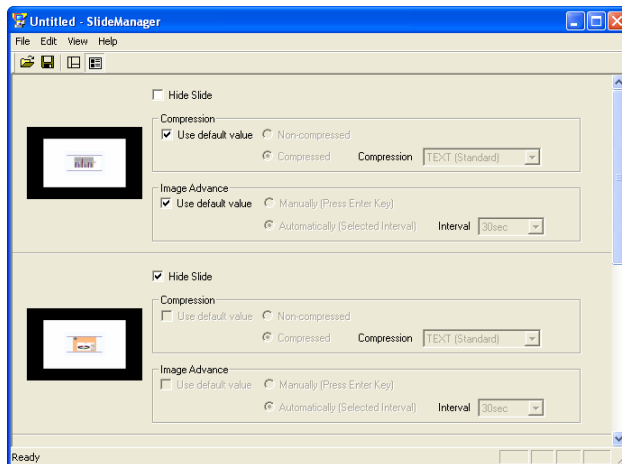 Untitled - SlideManager
File Edit View Help
Hide Slide
Compression
Use default value Non-compressed
Compressed Compression TEXT (Standard)
Image Advance
Use default value Manually (Press Enter Key)
Automatically (Selected Interval) Interval 30sec
Hide Slide
Compression
Use default value Non-compressed
Compressed Compression TEXT (Standard)
Image Advance
Use default value Manually (Press Enter Key)
Automatically (Selected Interval) Interval 30sec
Ready